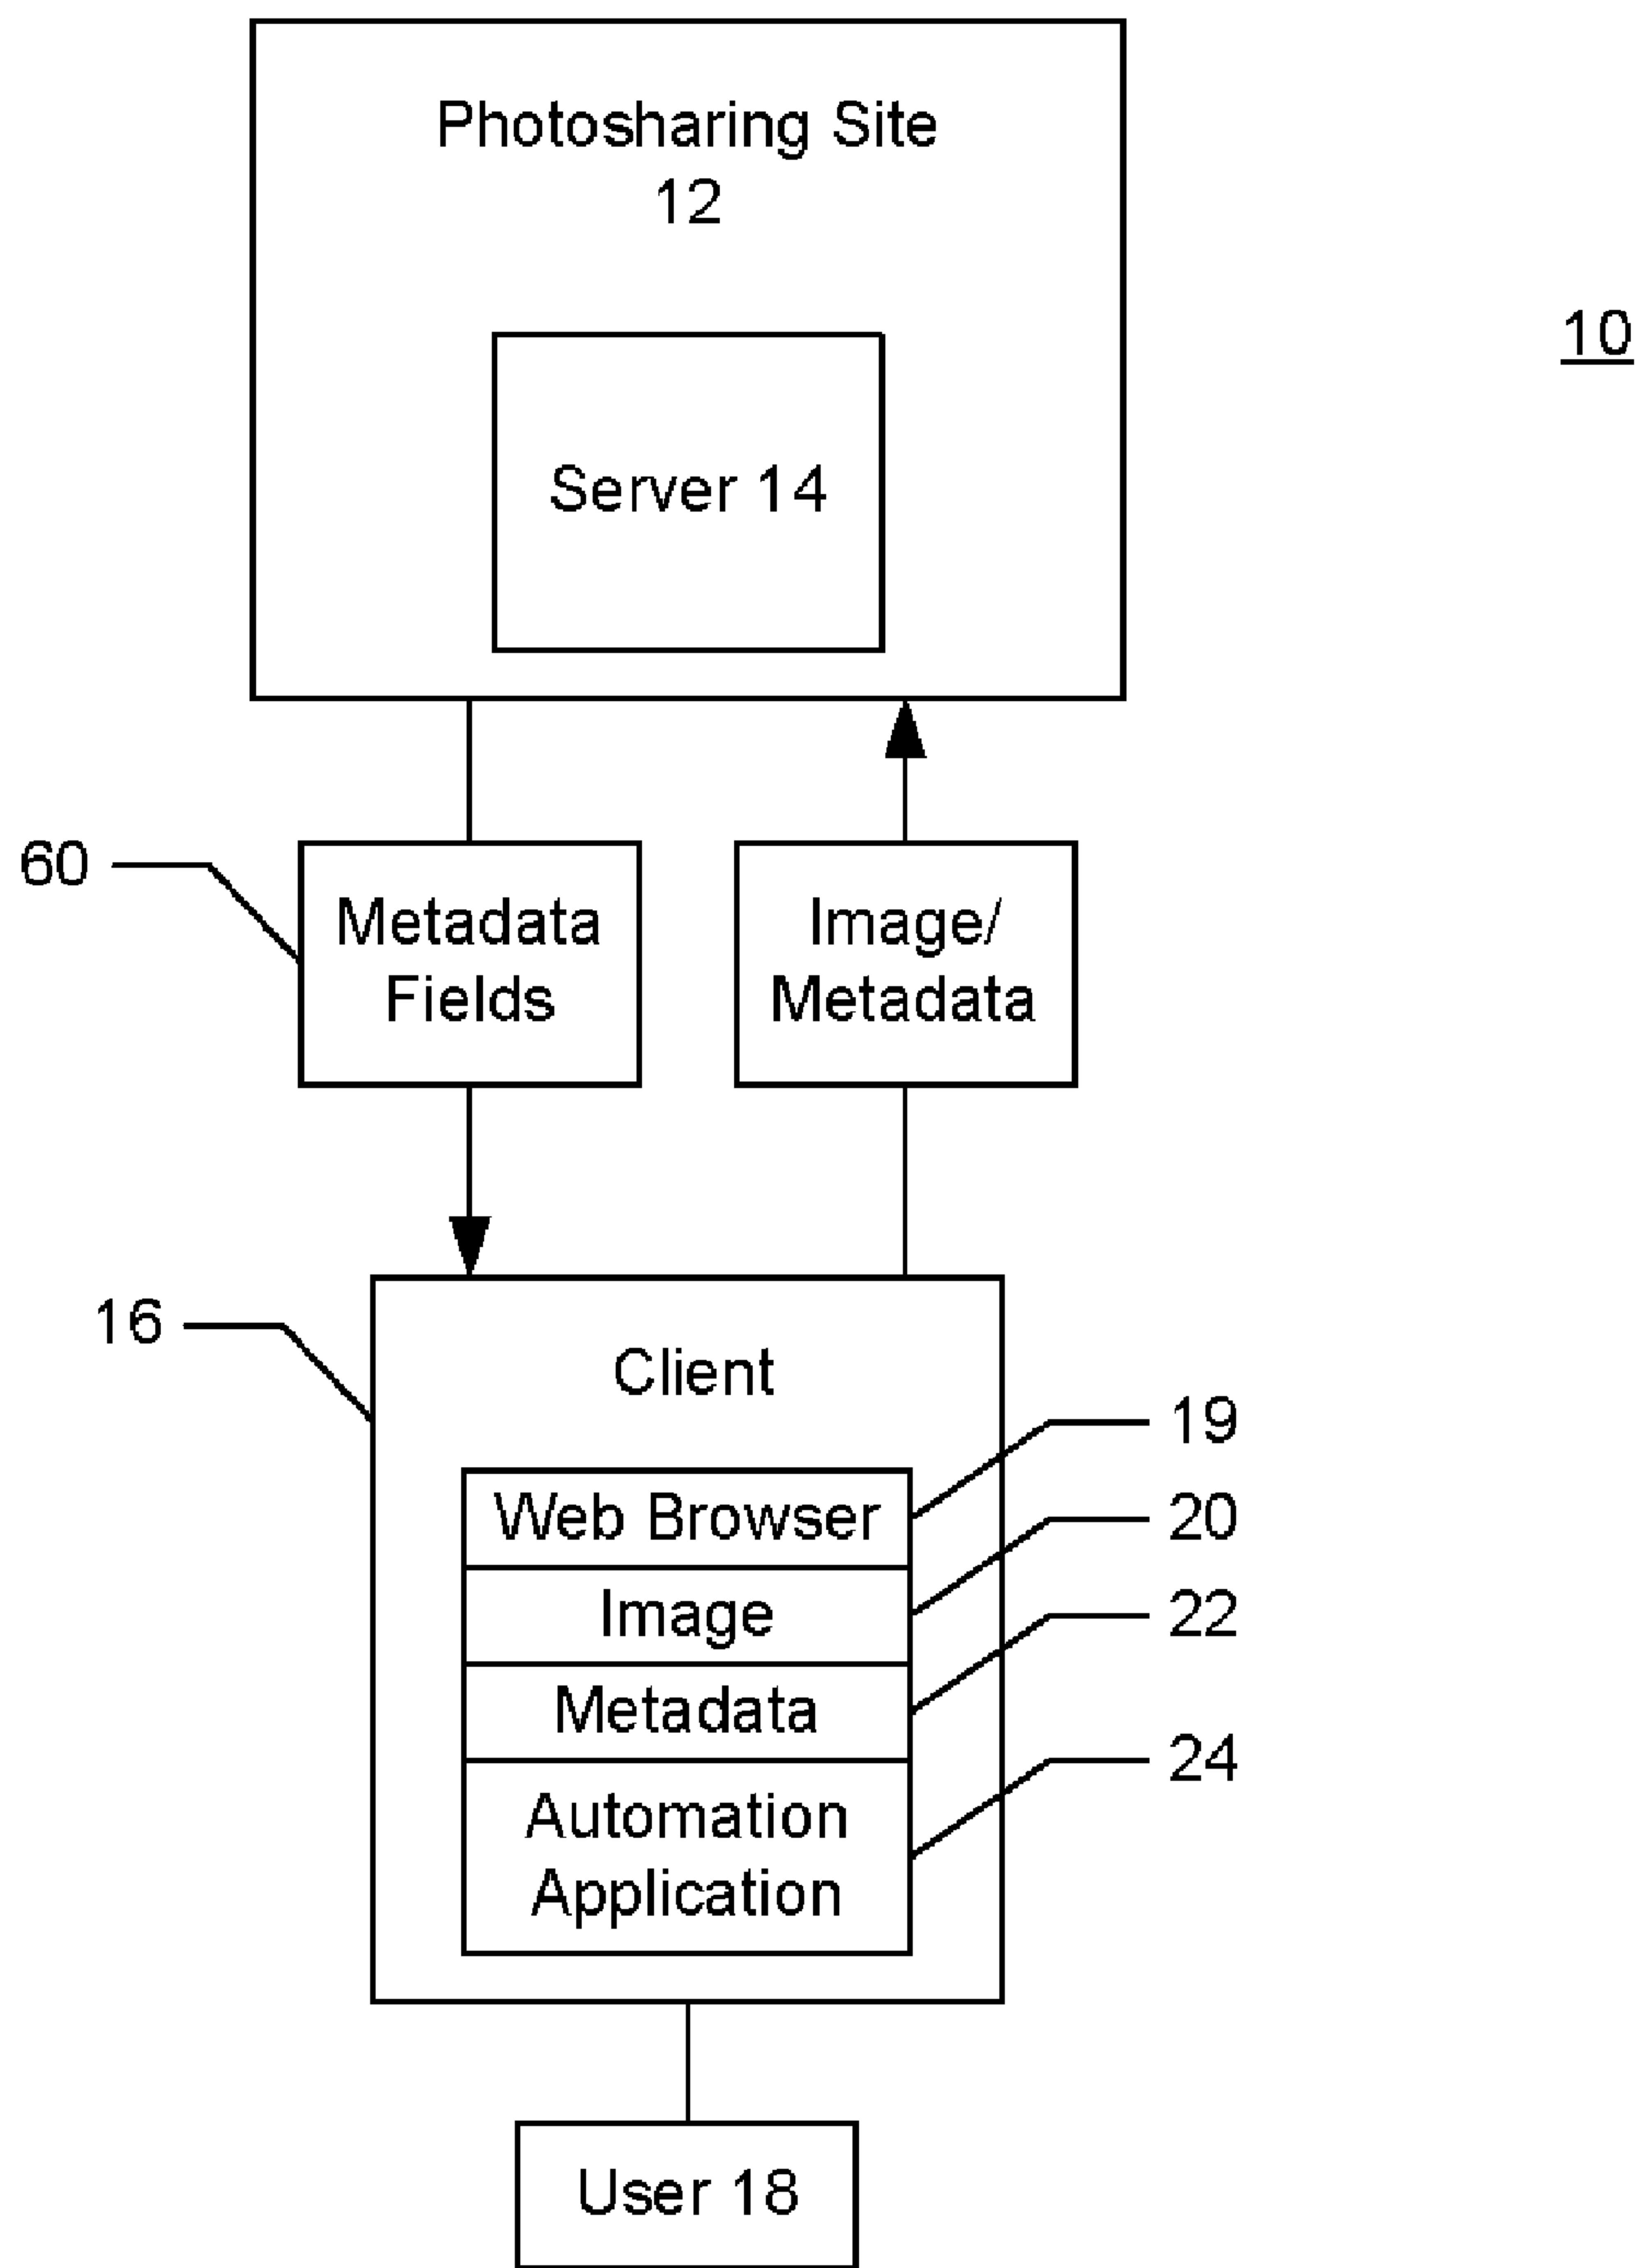 Photosharing Site
12
10
Server 14
60
Metadata
Fields
Image/
Metadata
16
Client
19
Web Browser
20
Image
22
Metadata
24
Automation
Application
User 18